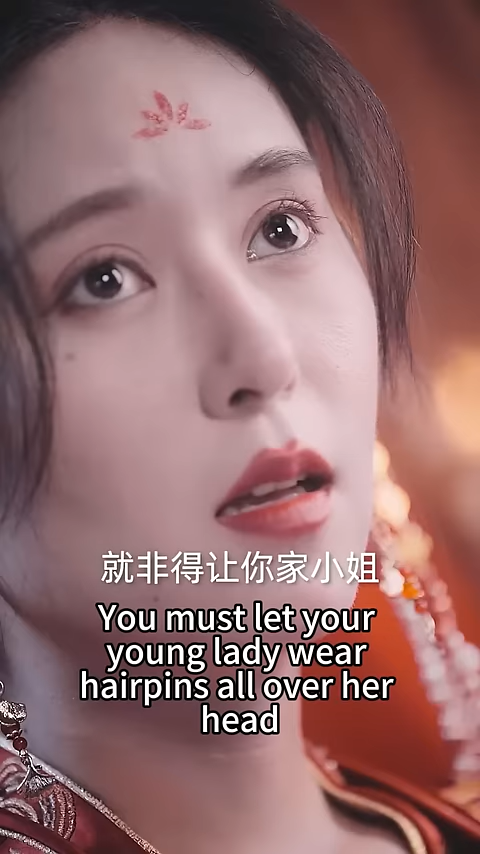 就非得让你家小姐
You must let your
young lady wear
hairpins all over her
head